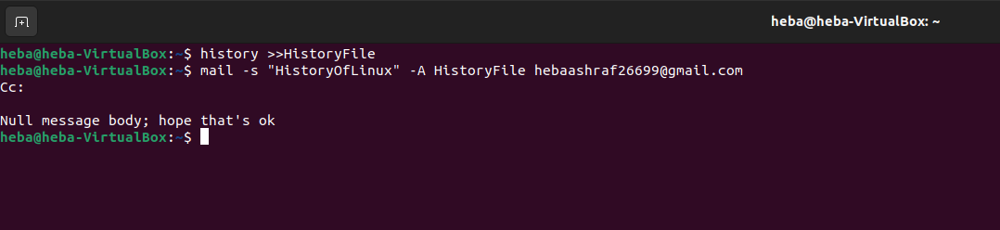 heba@heba-VirtualBox: ~
heba@heba-VirtualBox:~$ history >>HistoryFile
heba@heba-VirtualBox:~$ mail -s "HistoryOfLinux" -A HistoryFile hebaashraf26699@gmail.com
Cc:
Null message body; hope that's ok
heba@heba-VirtualBox:~$